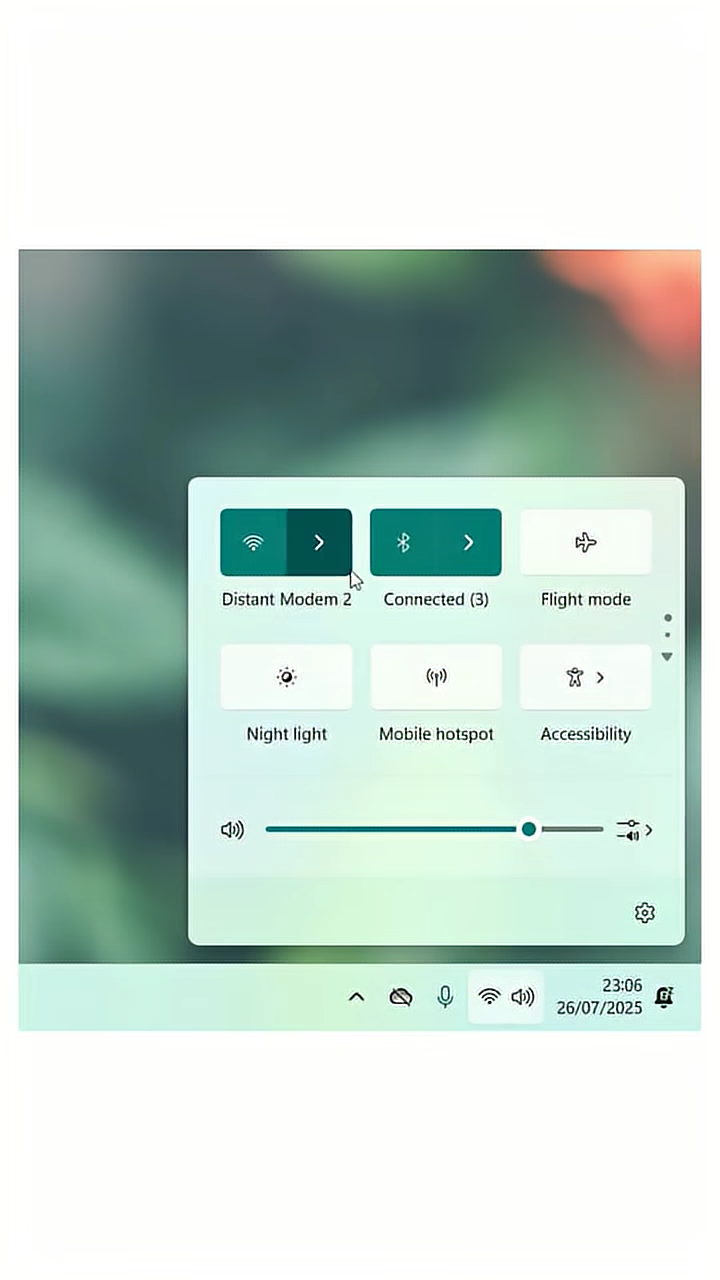 Distant Modem 2
Connected (3)
Flight mode
Night light
Mobile hotspot
Accessibility
23:06
26/07/2025